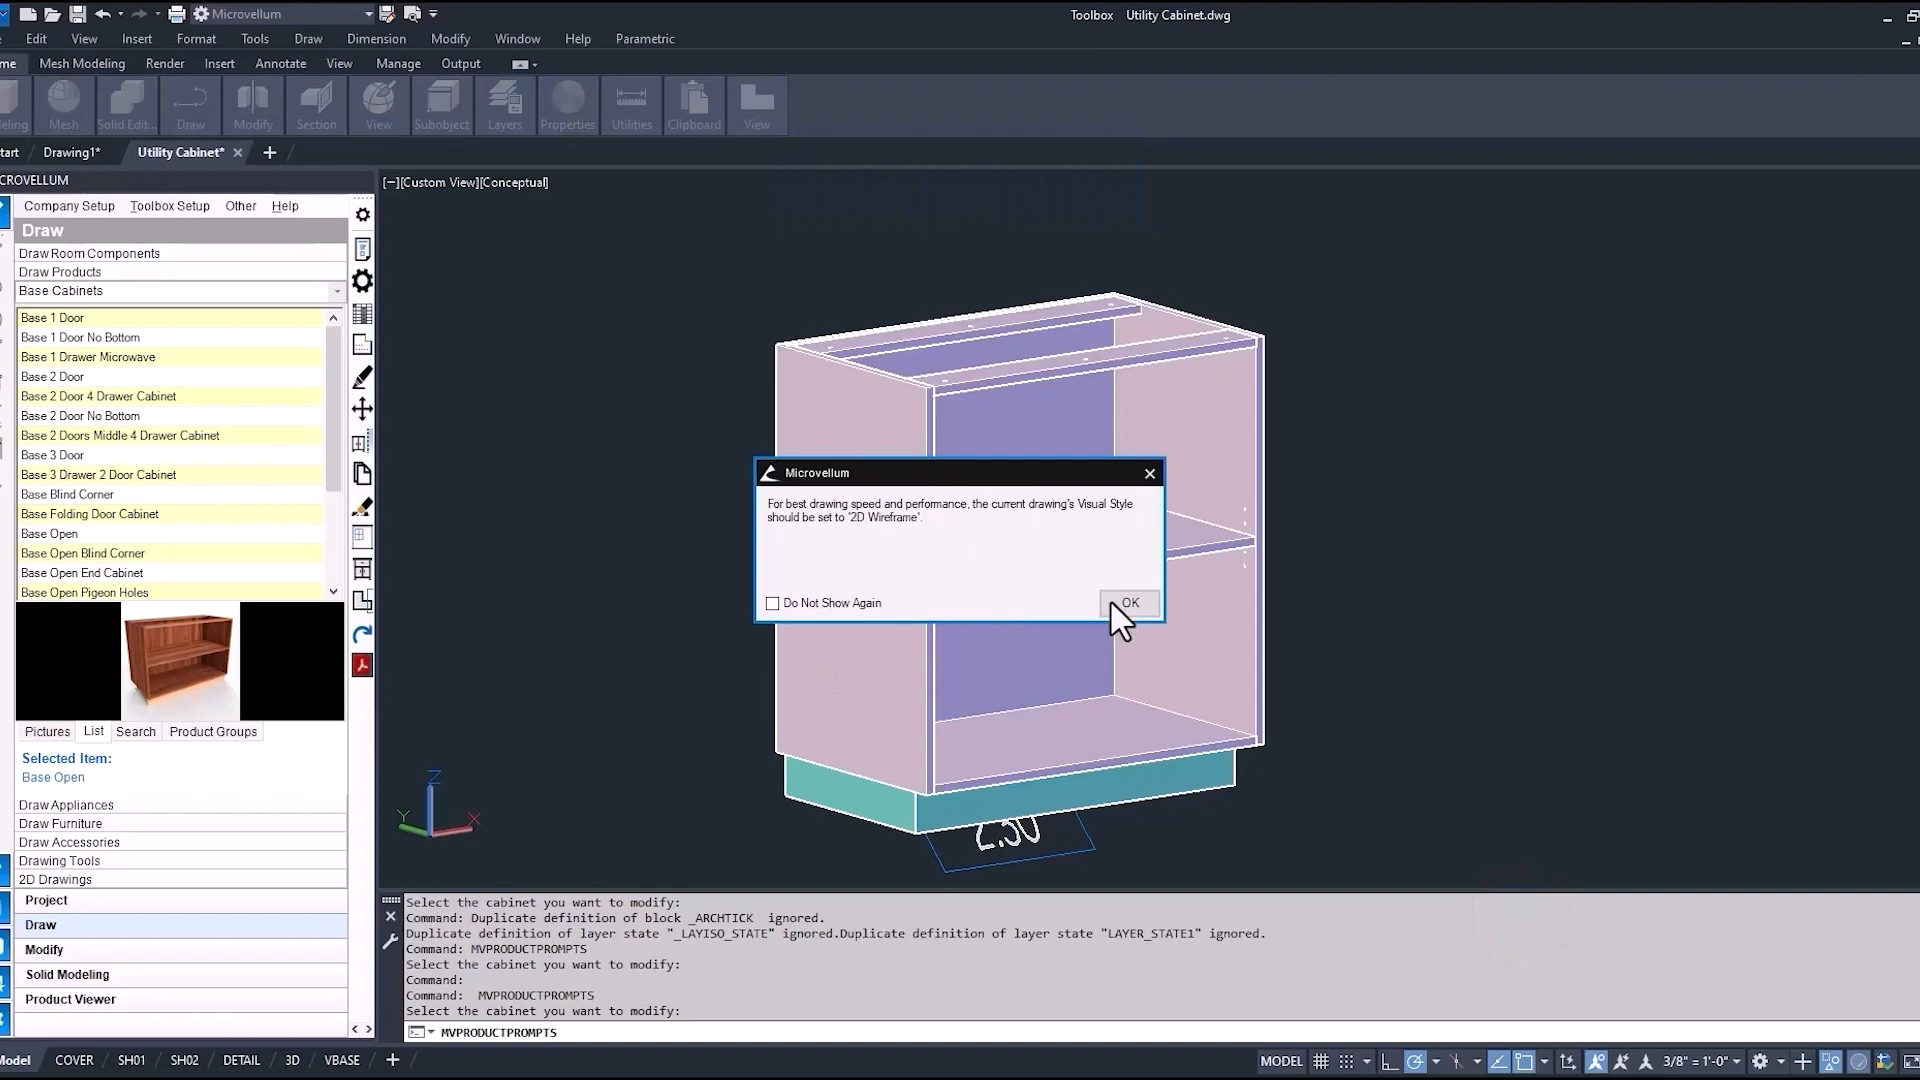 Microvellum
Toolbox Utility Cabinet.dwg
Edit View Insert Format Tools Draw Dimension Modify Window Help Parametric
Mesh Modeling Render Insert Annotate View Manage Output
Mesh Solid Edit... Draw Modify Section View Subobject Layers Properties Utilities Clipboard View
Drawing1* Utility Cabinet*
[−][Custom View][Conceptual]
Company Setup Toolbox Setup Other Help
Draw
Draw Room Components
Draw Products
Base Cabinets
Base 1 Door
Base 1 Door No Bottom
Base 1 Drawer Microwave
Base 2 Door
Base 2 Door 4 Drawer Cabinet
Base 2 Door No Bottom
Base 2 Doors Middle 4 Drawer Cabinet
Base 3 Door
Base 3 Drawer 2 Door Cabinet
Base Blind Corner
Base Folding Door Cabinet
Base Open
Base Open Blind Corner
Base Open End Cabinet
Base Open Pigeon Holes
Pictures List Search Product Groups
Selected Item:
Base Open
Draw Appliances
Draw Furniture
Draw Accessories
Drawing Tools
2D Drawings
Project
Draw
Modify
Solid Modeling
Product Viewer
Microvellum
For best drawing speed and performance, the current drawing's Visual Style
should be set to '2D Wireframe'.
Do Not Show Again
OK
Z
Y
X
2.30
Select the cabinet you want to modify:
Command: Duplicate definition of block _ARCHTICK ignored.
Duplicate definition of layer state "_LAYISO_STATE" ignored.Duplicate definition of layer state "LAYER_STATE1" ignored.
Command: MVPRODUCTPROMPTS
Select the cabinet you want to modify:
Command:
Command: MVPRODUCTPROMPTS
Select the cabinet you want to modify:
MVPRODUCTPROMPTS
Model COVER SH01 SH02 DETAIL 3D VBASE
MODEL 3/8" = 1'-0"